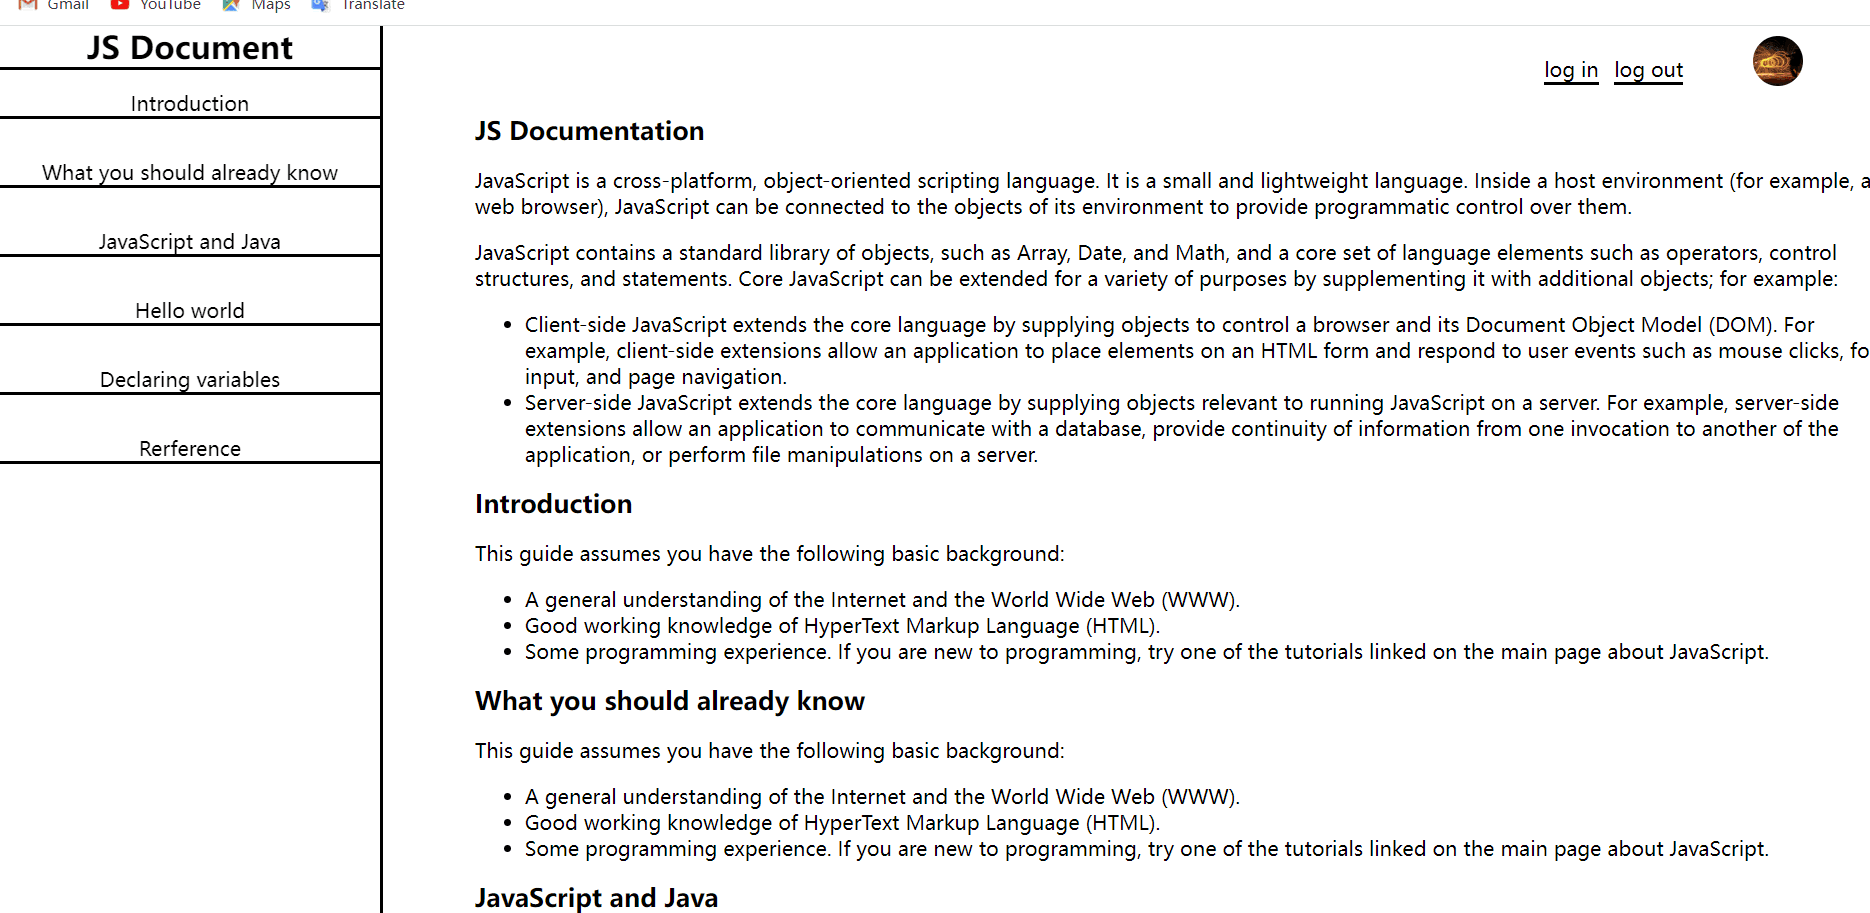 Gmail YouTube Maps Translate
JS Document
Introduction
What you should already know
JavaScript and Java
Hello world
Declaring variables
Rerference
log in log out
JS Documentation
JavaScript is a cross-platform, object-oriented scripting language. It is a small and lightweight language. Inside a host environment (for example, a
web browser), JavaScript can be connected to the objects of its environment to provide programmatic control over them.
JavaScript contains a standard library of objects, such as Array, Date, and Math, and a core set of language elements such as operators, control
structures, and statements. Core JavaScript can be extended for a variety of purposes by supplementing it with additional objects; for example:
• Client-side JavaScript extends the core language by supplying objects to control a browser and its Document Object Model (DOM). For
example, client-side extensions allow an application to place elements on an HTML form and respond to user events such as mouse clicks, fo
input, and page navigation.
• Server-side JavaScript extends the core language by supplying objects relevant to running JavaScript on a server. For example, server-side
extensions allow an application to communicate with a database, provide continuity of information from one invocation to another of the
application, or perform file manipulations on a server.
Introduction
This guide assumes you have the following basic background:
• A general understanding of the Internet and the World Wide Web (WWW).
• Good working knowledge of HyperText Markup Language (HTML).
• Some programming experience. If you are new to programming, try one of the tutorials linked on the main page about JavaScript.
What you should already know
This guide assumes you have the following basic background:
• A general understanding of the Internet and the World Wide Web (WWW).
• Good working knowledge of HyperText Markup Language (HTML).
• Some programming experience. If you are new to programming, try one of the tutorials linked on the main page about JavaScript.
JavaScript and Java